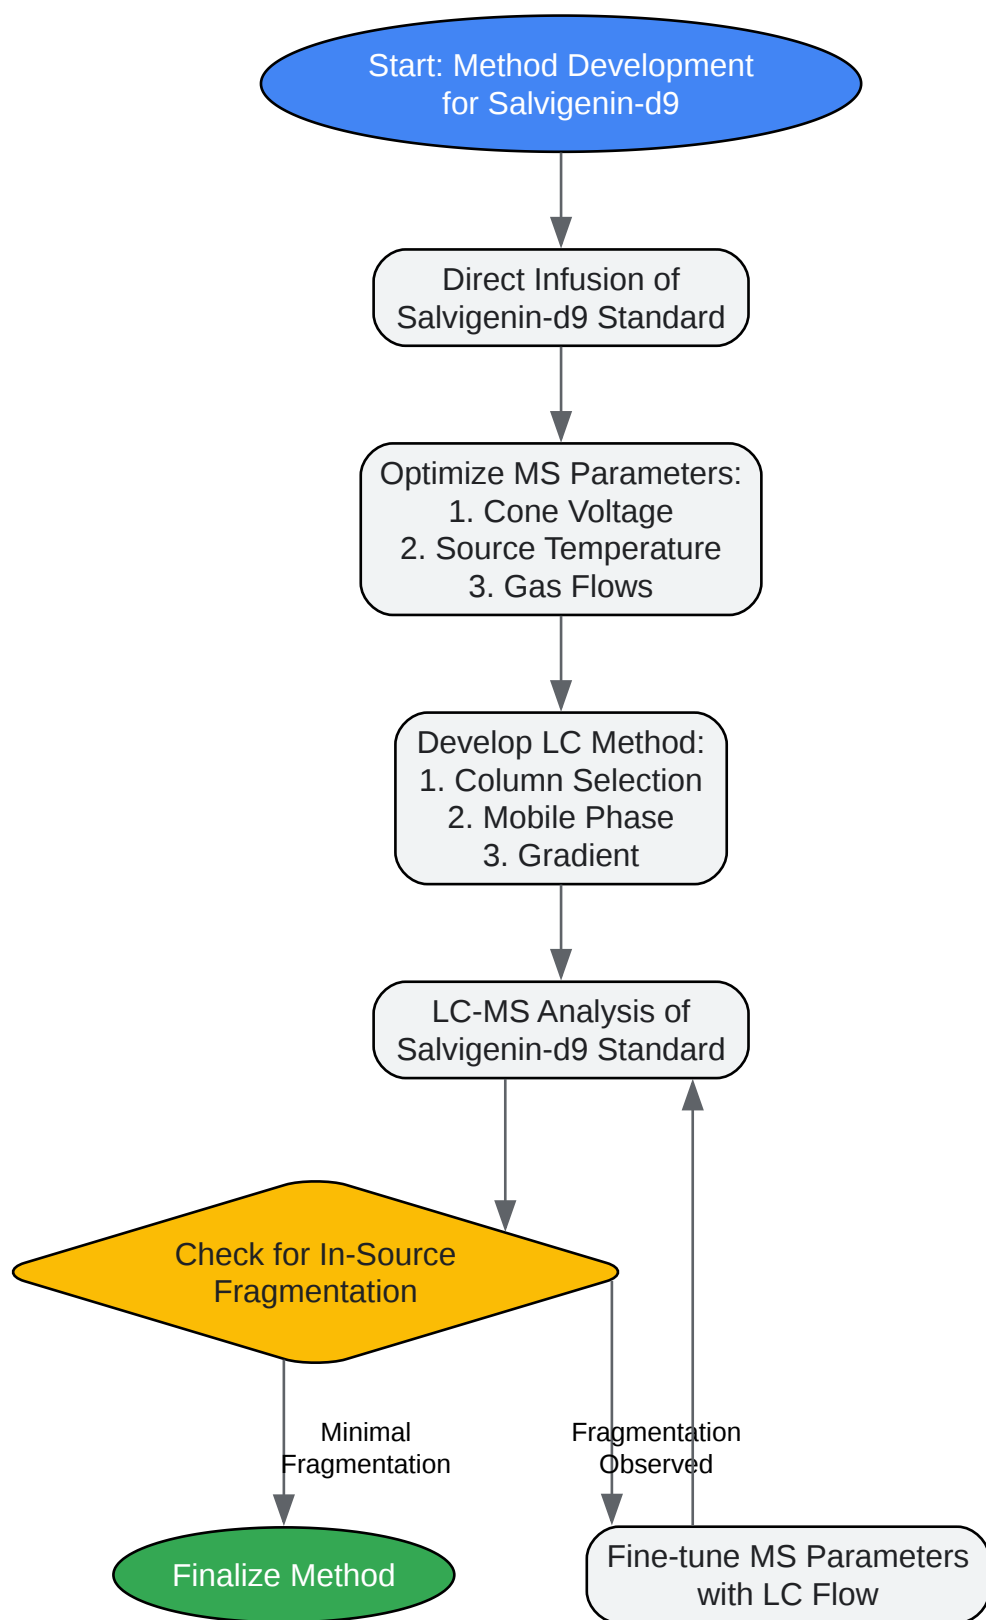 Start: Method Development
for Salvigenin-d9
Direct Infusion of
Salvigenin-d9 Standard
Optimize MS Parameters:
1. Cone Voltage
2. Source Temperature
3. Gas Flows
Develop LC Method:
1. Column Selection
2. Mobile Phase
3. Gradient
LC-MS Analysis of
Salvigenin-d9 Standard
Check for In-Source
Fragmentation
Minimal
Fragmentation
Fragmentation
Observed
Finalize Method
Fine-tune MS Parameters
with LC Flow